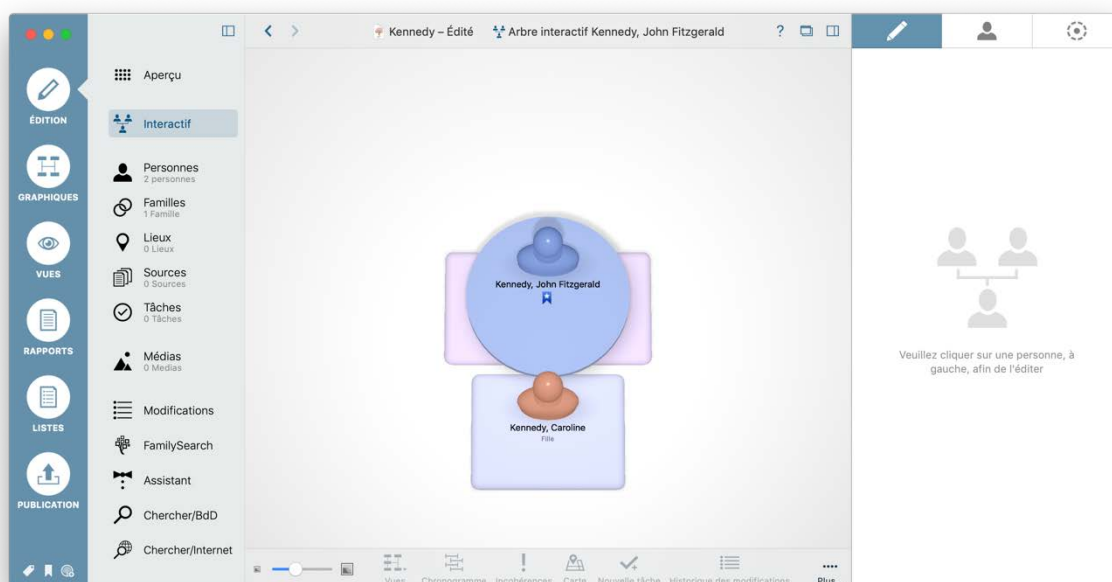 Kennedy – Édité
Arbre interactif Kennedy, John Fitzgerald
?
ÉDITION
GRAPHIQUES
VUES
RAPPORTS
LISTES
PUBLICATION
Aperçu
Interactif
Personnes
2 personnes
Familles
1 Famille
Lieux
0 Lieux
Sources
0 Sources
Tâches
0 Tâches
Médias
0 Medias
Modifications
FamilySearch
Assistant
Chercher/BdD
Chercher/Internet
Kennedy, John Fitzgerald
Kennedy, Caroline
Fille
Vues
Chronogramme
Incohérences
Carte
Nouvelle tâche
Historique des modifications
Plus
Veuillez cliquer sur une personne, à
gauche, afin de l'éditer